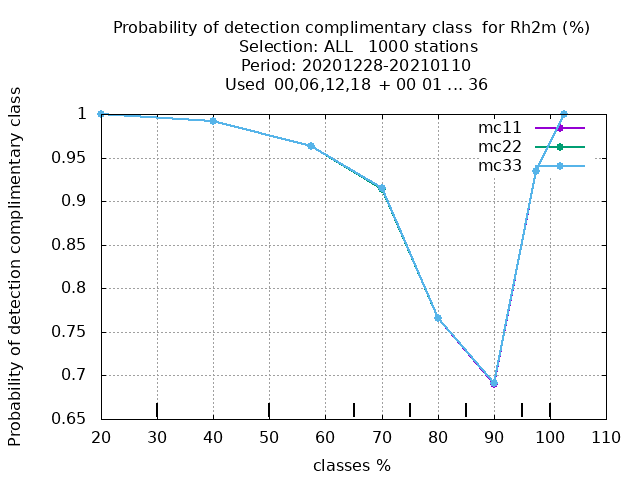 Probability of detection complimentary class  for Rh2m (%)
Selection: ALL   1000 stations
Period: 20201228-20210110
Used  00,06,12,18 + 00 01 ... 36
Probability of detection complimentary class
1
0.95
0.9
0.85
0.8
0.75
0.7
0.65
mc11
mc22
mc33
20 30 40 50 60 70 80 90 100 110
classes %